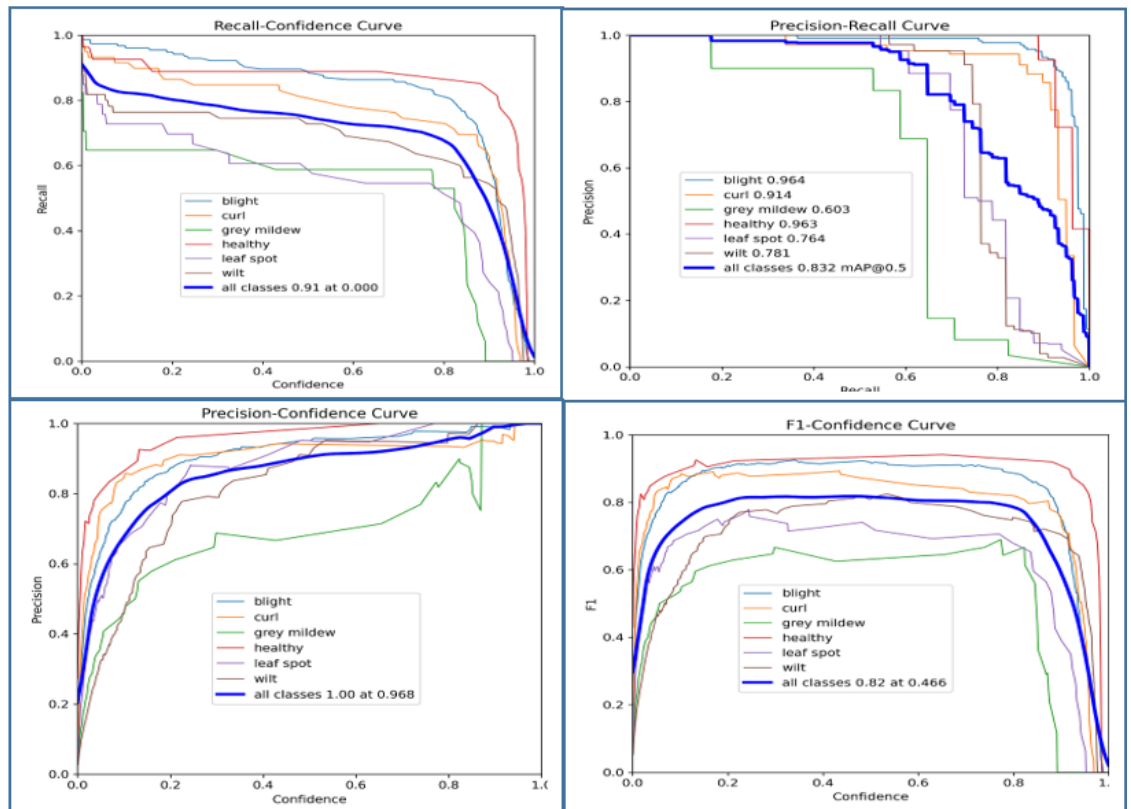 Recall-Confidence Curve
1.0
0.8
0.6
0.4
0.2
0.0
Recall
blight
curl
grey mildew
healthy
leaf spot
wilt
all classes 0.91 at 0.000
0.0 0.2 0.4 0.6 0.8 1.0
Confidence
Precision-Recall Curve
1.0
0.8
0.6
0.4
0.2
0.0
Precision
blight 0.964
curl 0.914
grey mildew 0.603
healthy 0.963
leaf spot 0.764
wilt 0.781
all classes 0.832 mAP@0.5
0.0 0.2 0.4 0.6 0.8 1.0
Recall
Precision-Confidence Curve
1.0
0.8
0.6
0.4
0.2
0.0
Precision
blight
curl
grey mildew
healthy
leaf spot
wilt
all classes 1.00 at 0.968
0.0 0.2 0.4 0.6 0.8 1.0
Confidence
F1-Confidence Curve
1.0
0.8
0.6
0.4
0.2
0.0
F1
blight
curl
grey mildew
healthy
leaf spot
wilt
all classes 0.82 at 0.466
0.0 0.2 0.4 0.6 0.8 1.
Confidence